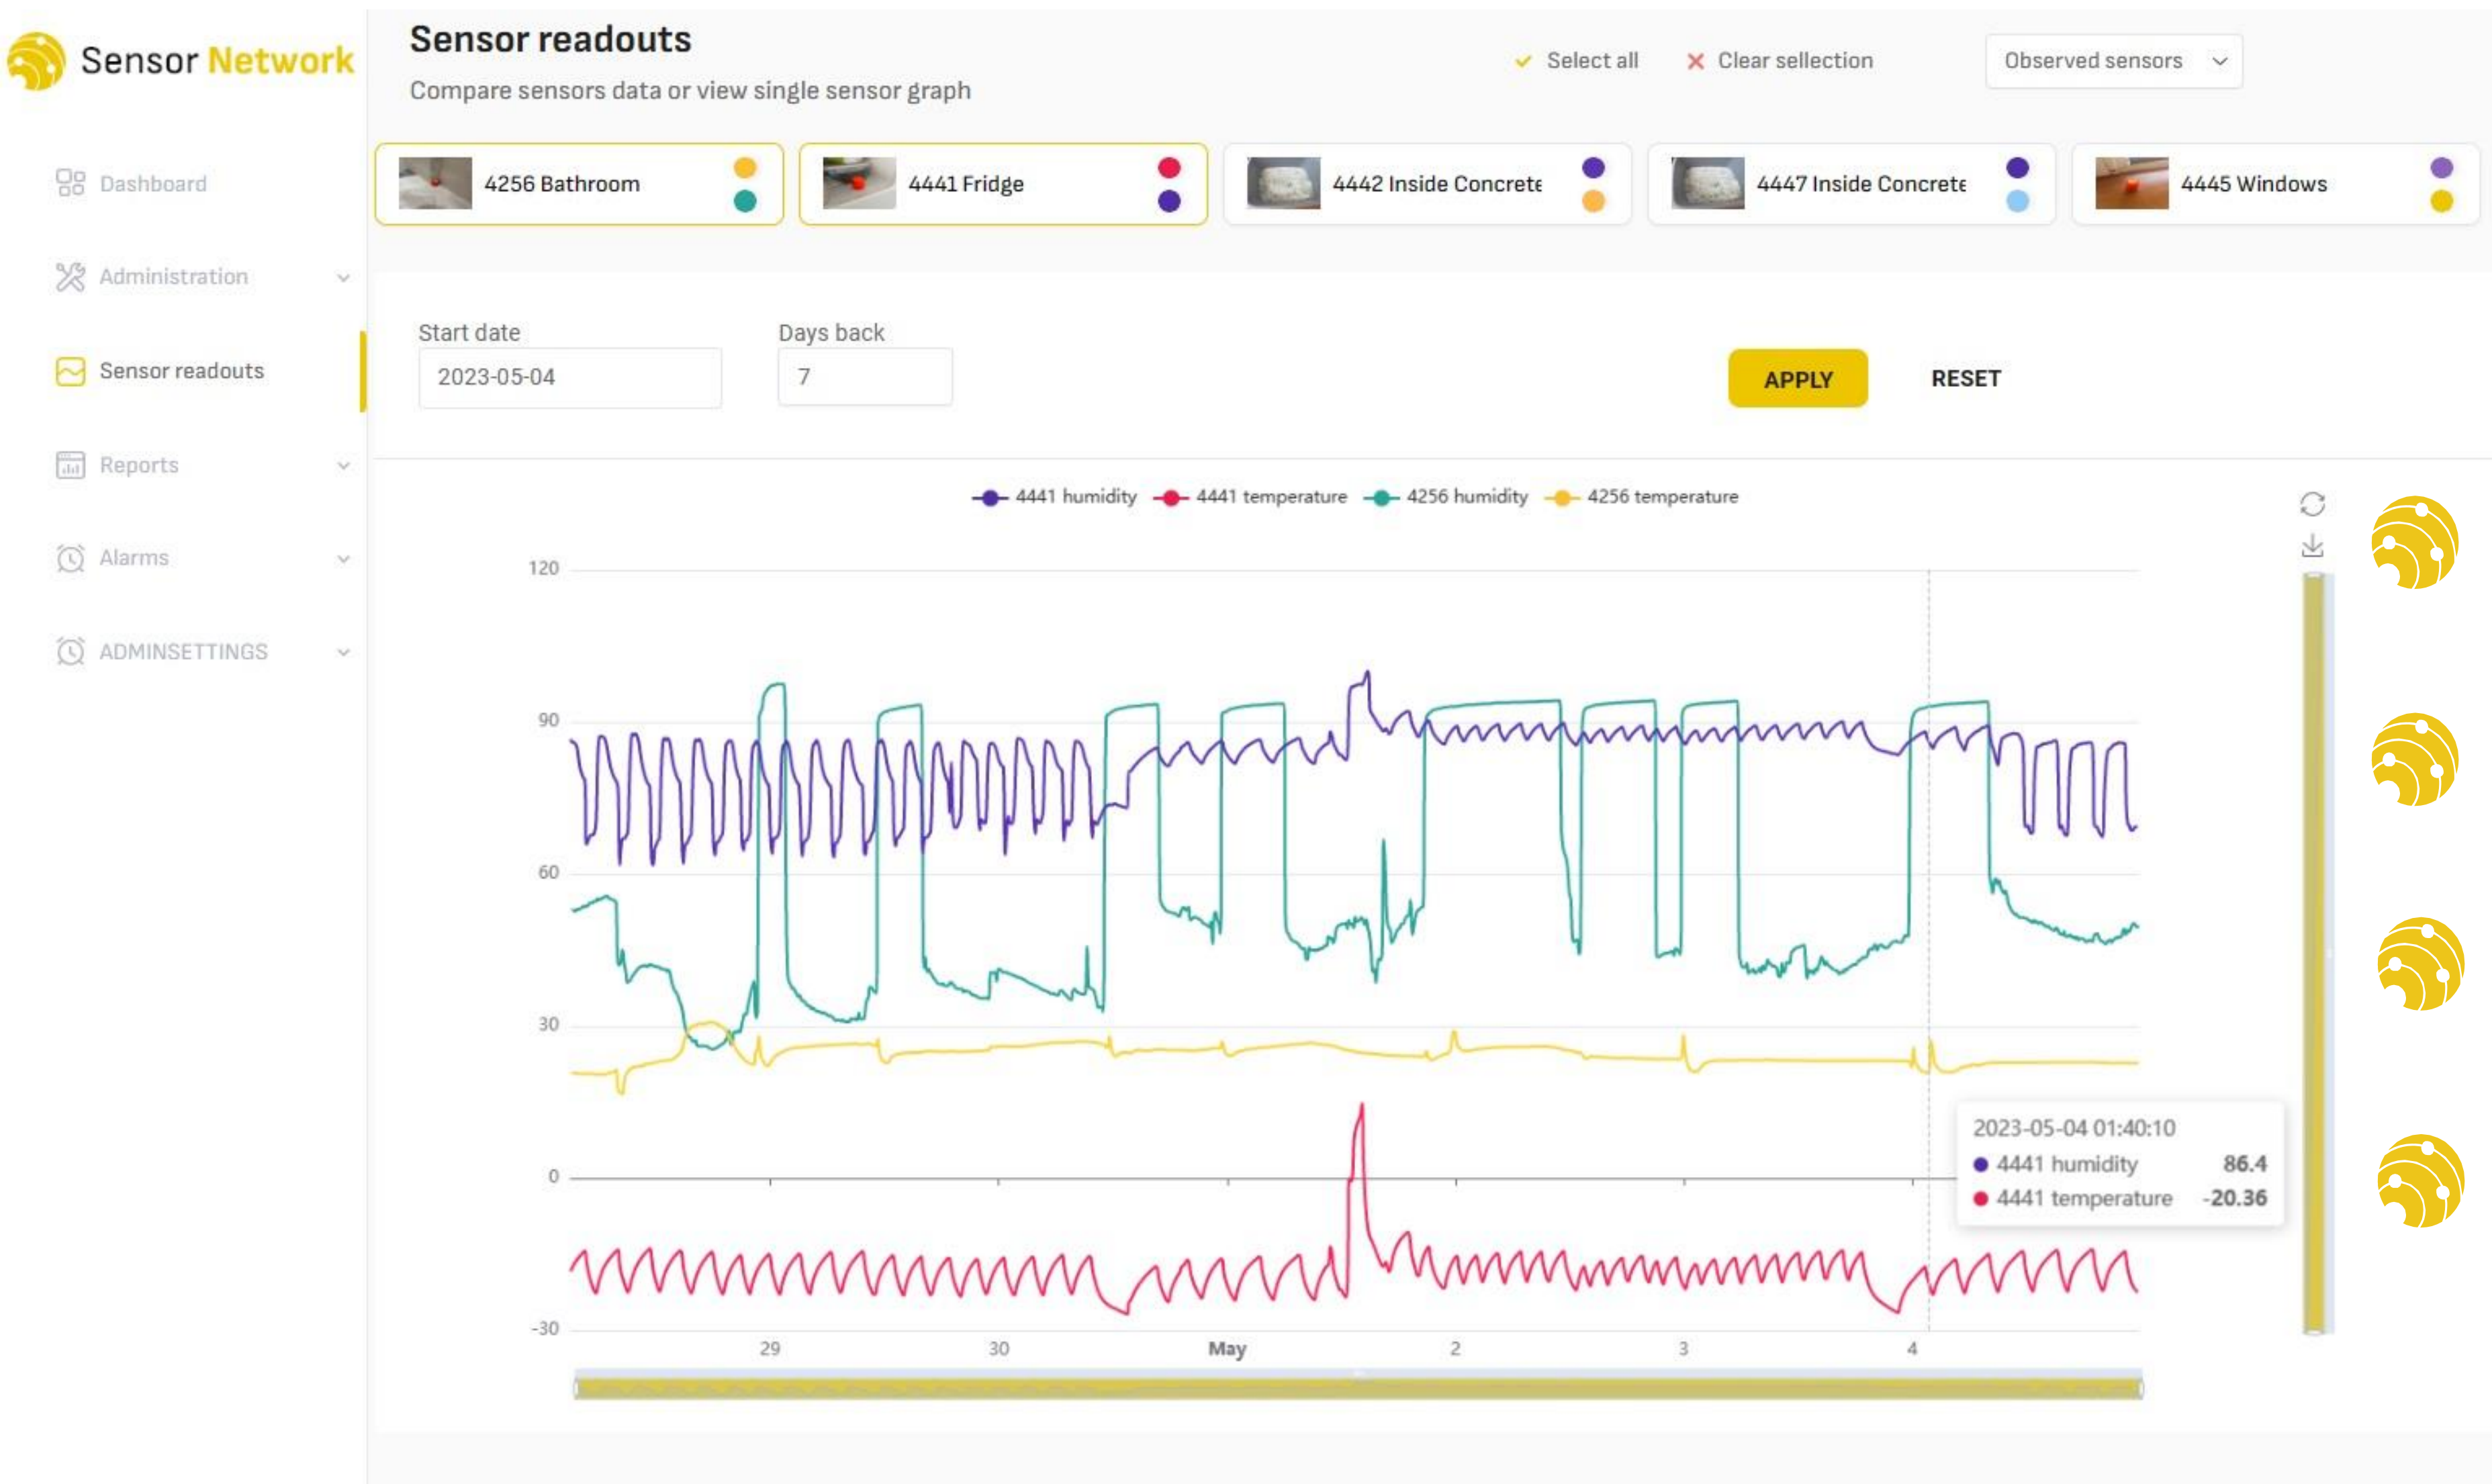 Sensor Network
Dashboard
Administration
Sensor readouts
Reports
Alarms
ADMINSETTINGS
Sensor readouts
Compare sensors data or view single sensor graph
Select all
Clear sellection
Observed sensors
4256 Bathroom
4441 Fridge
4442 Inside Concrete
4447 Inside Concrete
4445 Windows
Start date
Days back
2023-05-04
7
APPLY
RESET
4441 humidity
4441 temperature
4256 humidity
4256 temperature
120
90
60
30
0
-30
29
30
May
2
3
4
2023-05-04 01:40:10
4441 humidity 86.4
4441 temperature -20.36